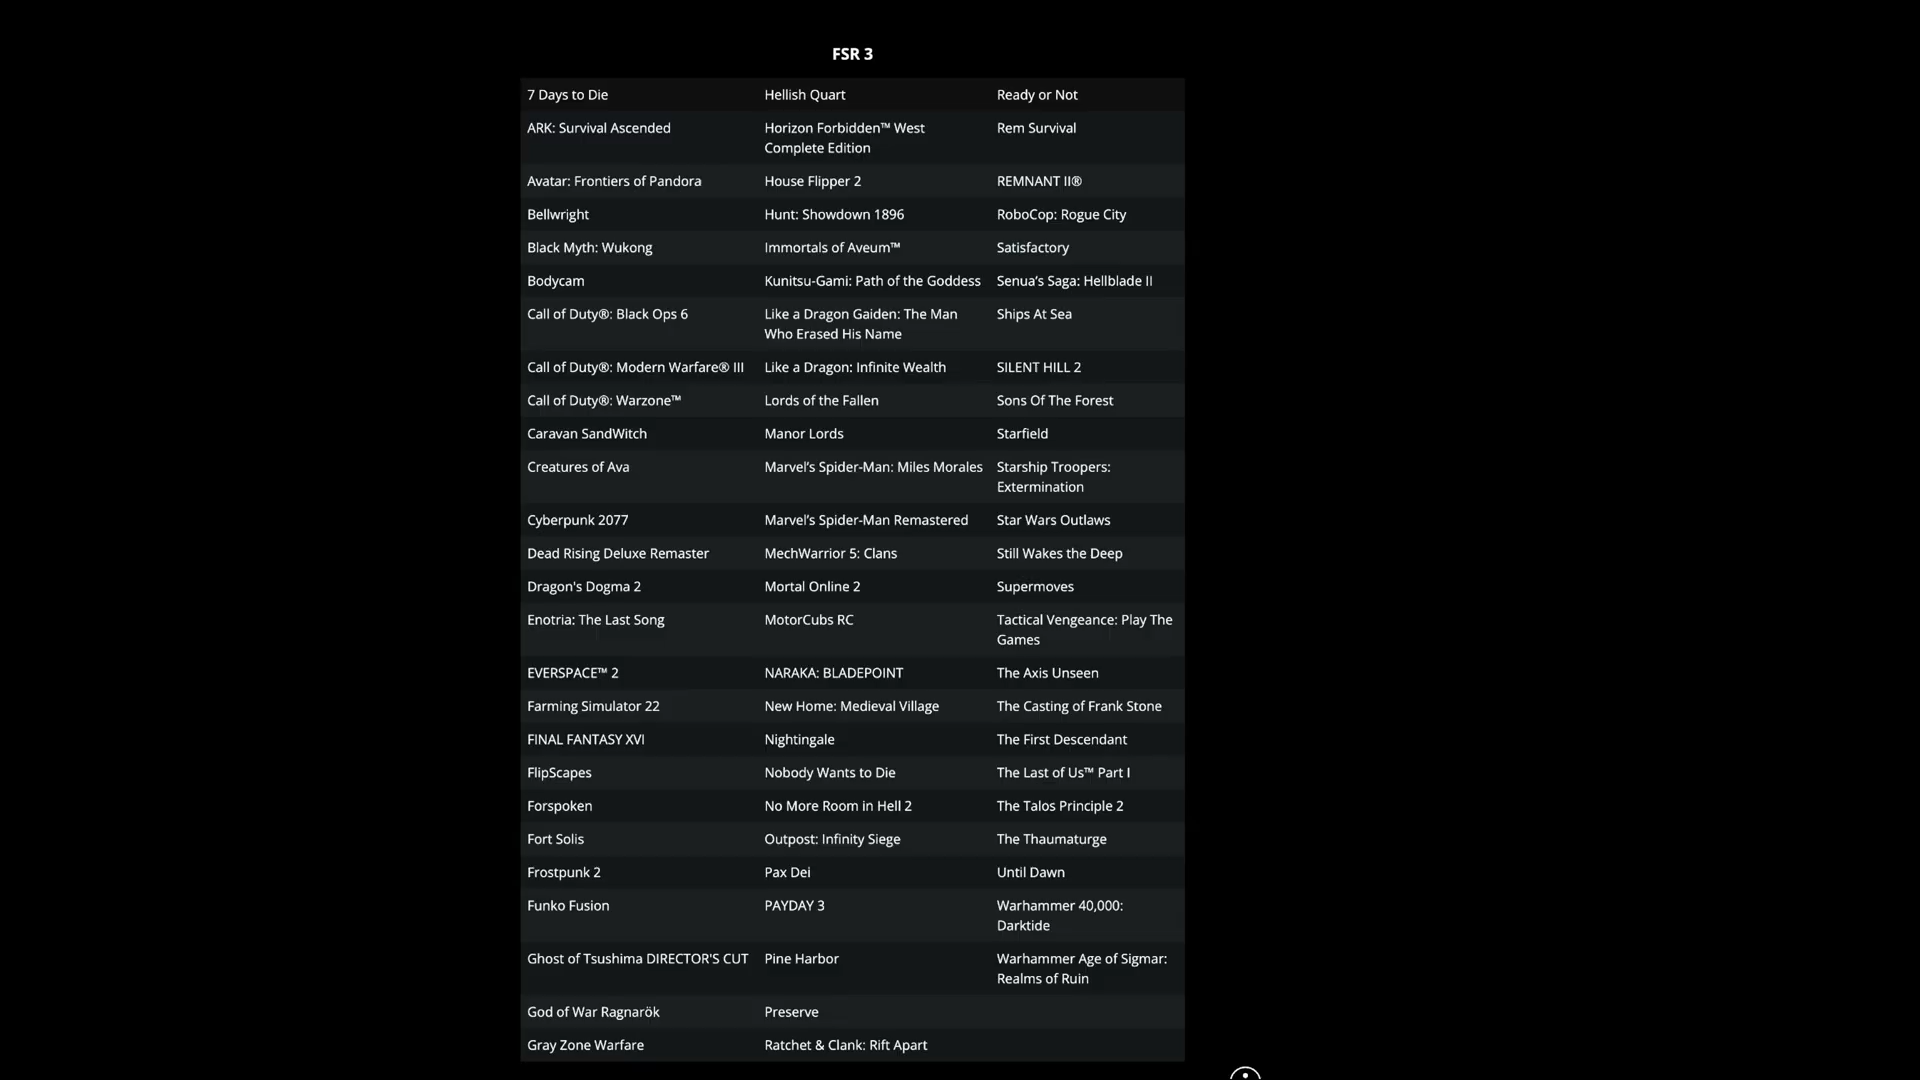 FSR 3
7 Days to Die Hellish Quart Ready or Not
ARK: Survival Ascended Horizon Forbidden™ West Rem Survival
Complete Edition
Avatar: Frontiers of Pandora House Flipper 2 REMNANT II®
Bellwright Hunt: Showdown 1896 RoboCop: Rogue City
Black Myth: Wukong Immortals of Aveum™ Satisfactory
Bodycam Kunitsu-Gami: Path of the Goddess Senua’s Saga: Hellblade II
Call of Duty®: Black Ops 6 Like a Dragon Gaiden: The Man Ships At Sea
Who Erased His Name
Call of Duty®: Modern Warfare® III Like a Dragon: Infinite Wealth SILENT HILL 2
Call of Duty®: Warzone™ Lords of the Fallen Sons Of The Forest
Caravan SandWitch Manor Lords Starfield
Creatures of Ava Marvel’s Spider-Man: Miles Morales Starship Troopers:
Extermination
Cyberpunk 2077 Marvel’s Spider-Man Remastered Star Wars Outlaws
Dead Rising Deluxe Remaster MechWarrior 5: Clans Still Wakes the Deep
Dragon's Dogma 2 Mortal Online 2 Supermoves
Enotria: The Last Song MotorCubs RC Tactical Vengeance: Play The
Games
EVERSPACE™ 2 NARAKA: BLADEPOINT The Axis Unseen
Farming Simulator 22 New Home: Medieval Village The Casting of Frank Stone
FINAL FANTASY XVI Nightingale The First Descendant
FlipScapes Nobody Wants to Die The Last of Us™ Part I
Forspoken No More Room in Hell 2 The Talos Principle 2
Fort Solis Outpost: Infinity Siege The Thaumaturge
Frostpunk 2 Pax Dei Until Dawn
Funko Fusion PAYDAY 3 Warhammer 40,000:
Darktide
Ghost of Tsushima DIRECTOR'S CUT Pine Harbor Warhammer Age of Sigmar:
Realms of Ruin
God of War Ragnarök Preserve
Gray Zone Warfare Ratchet & Clank: Rift Apart